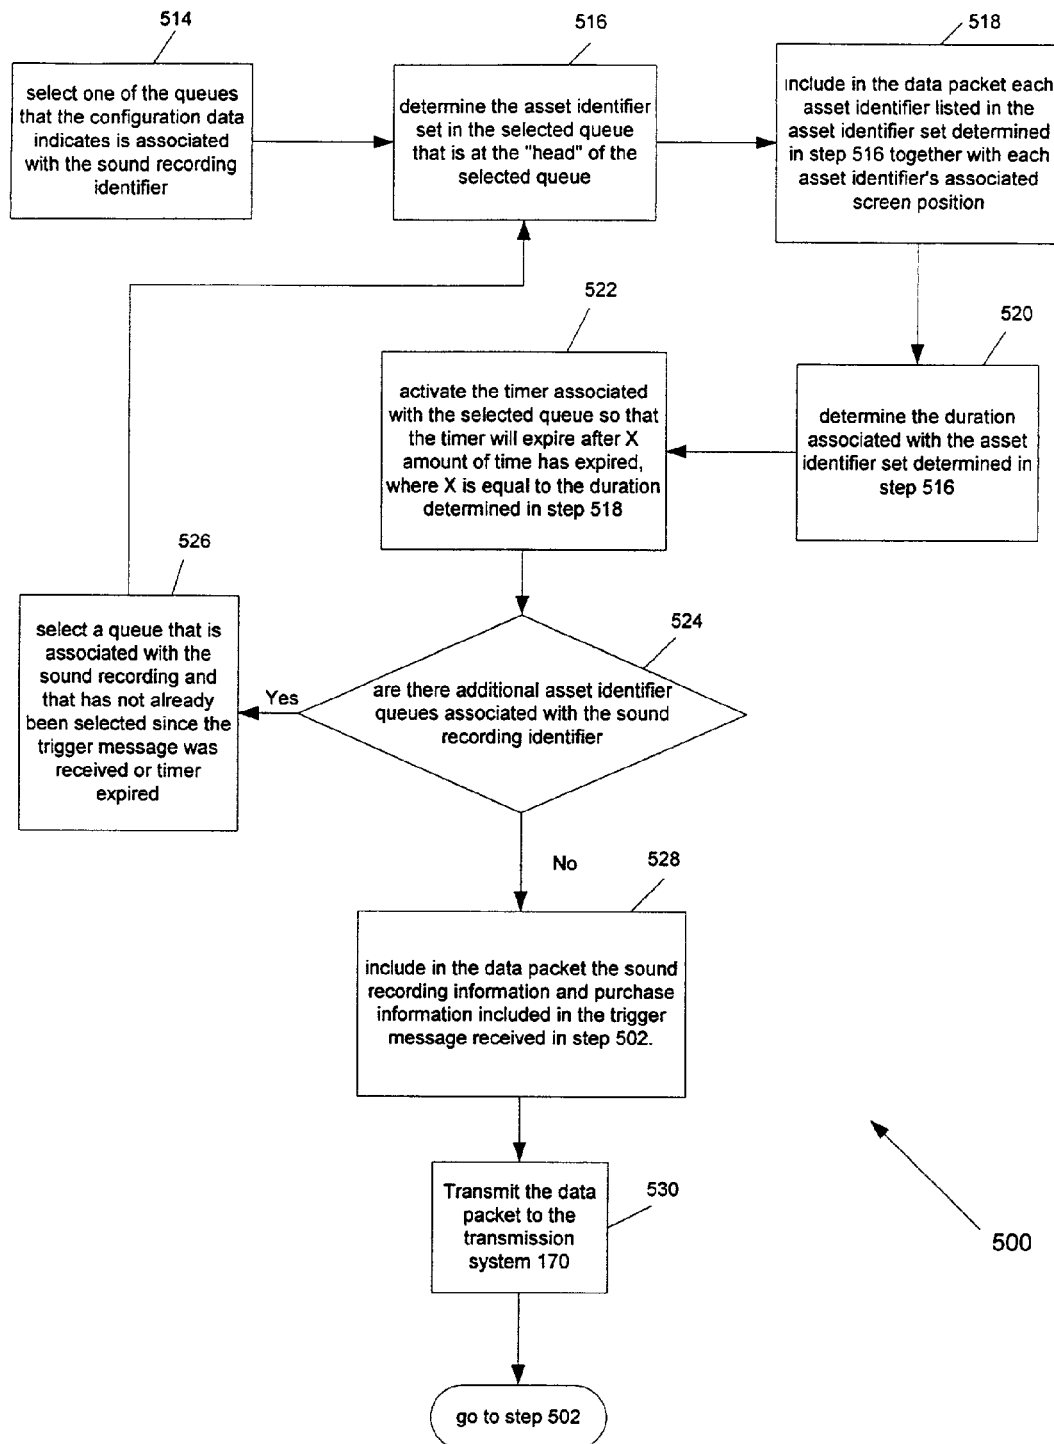 514
select one of the queues
that the configuration data
indicates is associated
with the sound recording
identifier
516
determine the asset identifier
set in the selected queue
that is at the "head" of the
selected queue
518
include in the data packet each
asset identifier listed in the
asset identifier set determined
in step 516 together with each
asset identifier's associated
screen position
520
determine the duration
associated with the asset
identifier set determined in
step 516
522
activate the timer associated
with the selected queue so that
the timer will expire after X
amount of time has expired,
where X is equal to the duration
determined in step 518
524
are there additional asset identifier
queues associated with the sound
recording identifier
Yes
526
select a queue that is
associated with the
sound recording and
that has not already
been selected since the
trigger message was
received or timer
expired
No
528
include in the data packet the sound
recording information and purchase
information included in the trigger
message received in step 502.
530
Transmit the data
packet to the
transmission
system 170
500
go to step 502